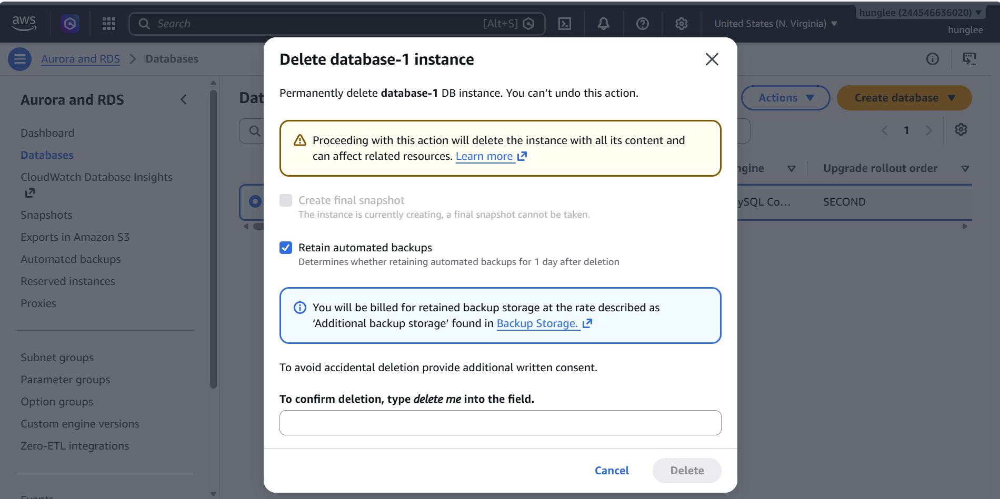 aws
Search [Alt+S]
United States (N. Virginia)
hunglee (244546636020)
hunglee
Aurora and RDS
Databases
Aurora and RDS
Dashboard
Databases
CloudWatch Database Insights
Snapshots
Exports in Amazon S3
Automated backups
Reserved instances
Proxies
Subnet groups
Parameter groups
Option groups
Custom engine versions
Zero-ETL integrations
Events
Dat
Actions
Create database
1
ngine
Upgrade rollout order
ySQL Co...
SECOND
Delete database-1 instance
Permanently delete database-1 DB instance. You can’t undo this action.
Proceeding with this action will delete the instance with all its content and
can affect related resources. Learn more
Create final snapshot
The instance is currently creating, a final snapshot cannot be taken.
Retain automated backups
Determines whether retaining automated backups for 1 day after deletion
You will be billed for retained backup storage at the rate described as
‘Additional backup storage’ found in Backup Storage.
To avoid accidental deletion provide additional written consent.
To confirm deletion, type delete me into the field.
Cancel
Delete